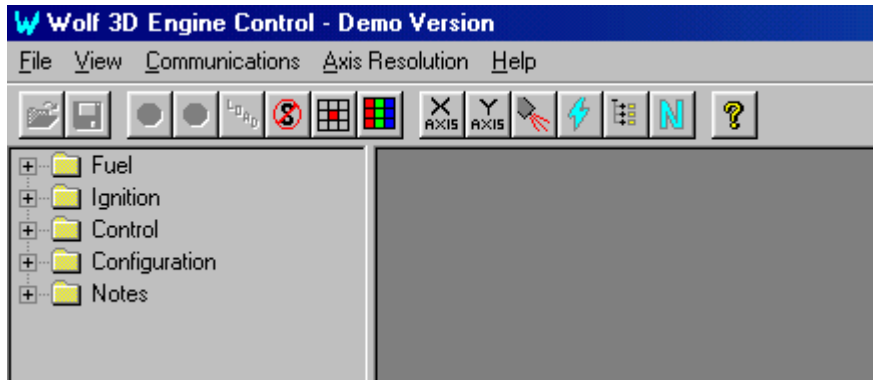 W Wolf 3D Engine Control - Demo Version
File View Communications Axis Resolution Help
LOAD S X AXIS Y AXIS N ?
Fuel
Ignition
Control
Configuration
Notes